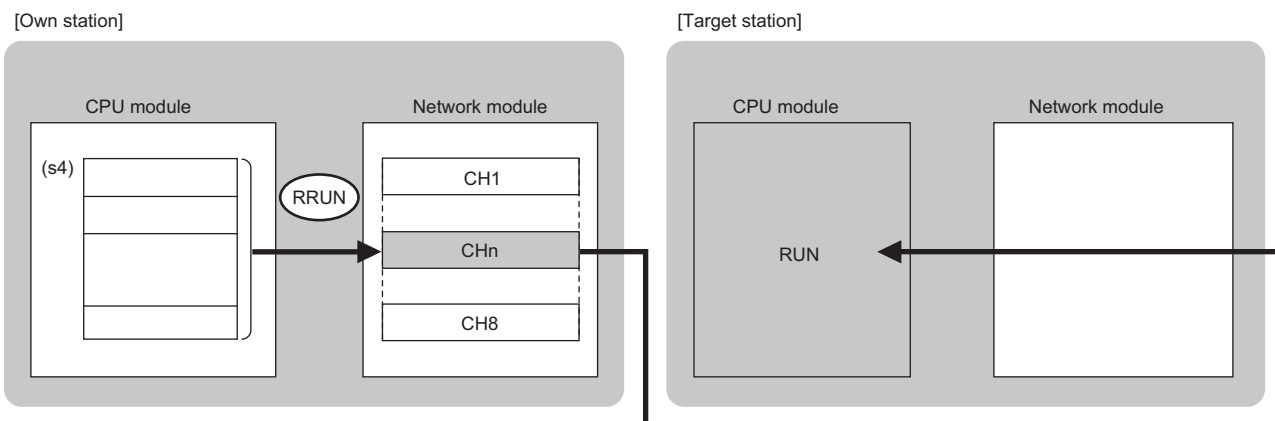 [Own station]
CPU module
Network module
(s4)
RRUN
CH1
CHn
CH8
[Target station]
CPU module
Network module
RUN